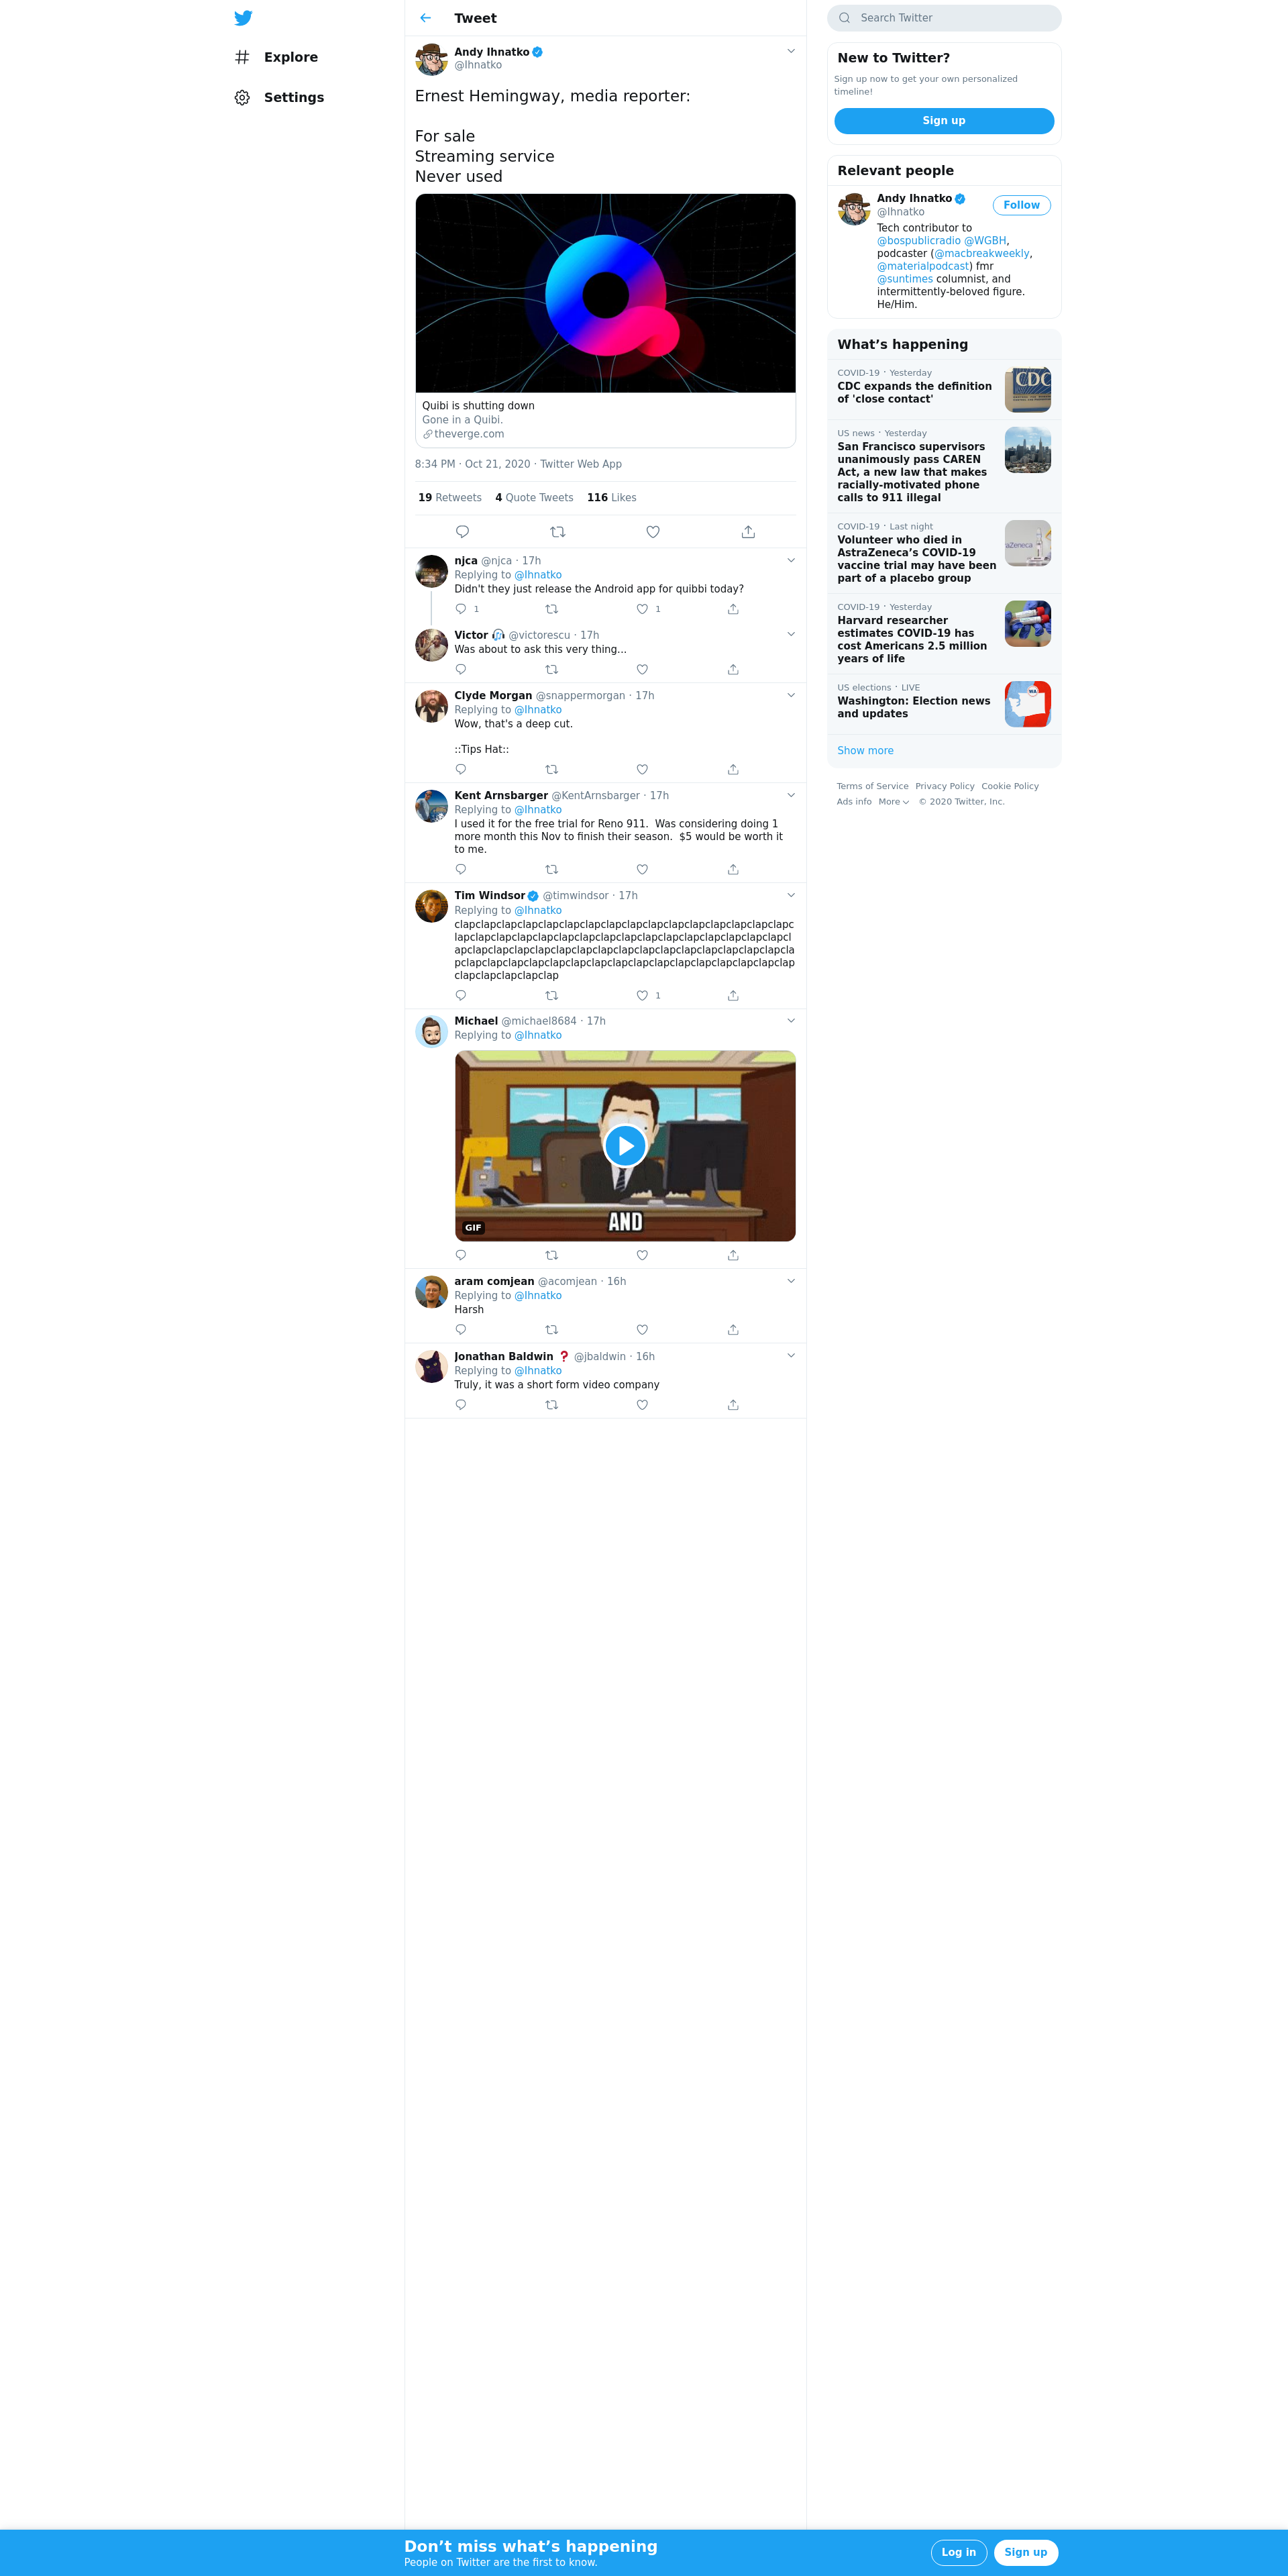 Explore
Settings
Tweet
Andy Ihnatko
@Ihnatko
Ernest Hemingway, media reporter:
For sale
Streaming service
Never used
Quibi is shutting down
Gone in a Quibi.
theverge.com
8:34 PM · Oct 21, 2020 · Twitter Web App
19 Retweets 4 Quote Tweets 116 Likes
njca @njca · 17h
Replying to @Ihnatko
Didn't they just release the Android app for quibbi today?
1 1
Victor @victorescu · 17h
Was about to ask this very thing...
Clyde Morgan @snappermorgan · 17h
Replying to @Ihnatko
Wow, that's a deep cut.
::Tips Hat::
Kent Arnsbarger @KentArnsbarger · 17h
Replying to @Ihnatko
I used it for the free trial for Reno 911. Was considering doing 1
more month this Nov to finish their season. $5 would be worth it
to me.
Tim Windsor @timwindsor · 17h
Replying to @Ihnatko
clapclapclapclapclapclapclapclapclapclapclapclapclapclapclapclapc
lapclapclapclapclapclapclapclapclapclapclapclapclapclapclapclapcl
apclapclapclapclapclapclapclapclapclapclapclapclapclapclapclapcla
pclapclapclapclapclapclapclapclapclapclapclapclapclapclapclapclap
clapclapclapclapclap
1
Michael @michael8684 · 17h
Replying to @Ihnatko
AND
GIF
aram comjean @acomjean · 16h
Replying to @Ihnatko
Harsh
Jonathan Baldwin ❓ @jbaldwin · 16h
Replying to @Ihnatko
Truly, it was a short form video company
Search Twitter
New to Twitter?
Sign up now to get your own personalized
timeline!
Sign up
Relevant people
Andy Ihnatko
@Ihnatko
Follow
Tech contributor to
@bospublicradio @WGBH,
podcaster (@macbreakweekly,
@materialpodcast) fmr
@suntimes columnist, and
intermittently-beloved figure.
He/Him.
What's happening
COVID-19 · Yesterday
CDC expands the definition
of 'close contact'
CDC
US news · Yesterday
San Francisco supervisors
unanimously pass CAREN
Act, a new law that makes
racially-motivated phone
calls to 911 illegal
COVID-19 · Last night
Volunteer who died in
AstraZeneca's COVID-19
vaccine trial may have been
part of a placebo group
aZeneca
COVID-19 · Yesterday
Harvard researcher
estimates COVID-19 has
cost Americans 2.5 million
years of life
US elections · LIVE
Washington: Election news
and updates
WA
Show more
Terms of Service Privacy Policy Cookie Policy
Ads info More © 2020 Twitter, Inc.
Don't miss what's happening
People on Twitter are the first to know.
Log in
Sign up